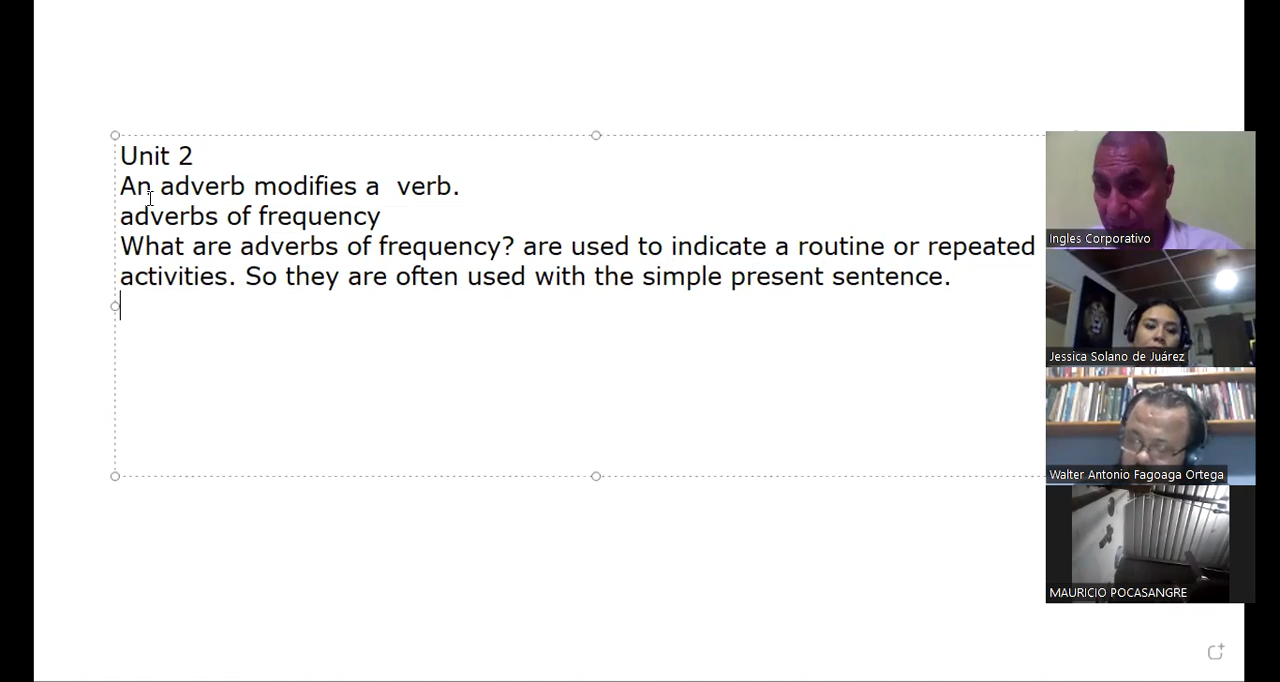 Unit 2
An adverb modifies a  verb.
adverbs of frequency
What are adverbs of frequency? are used to indicate a routine or repeated
activities. So they are often used with the simple present sentence.
Ingles Corporativo
Jessica Solano de Juárez
Walter Antonio Fagoaga Ortega
MAURICIO POCASANGRE